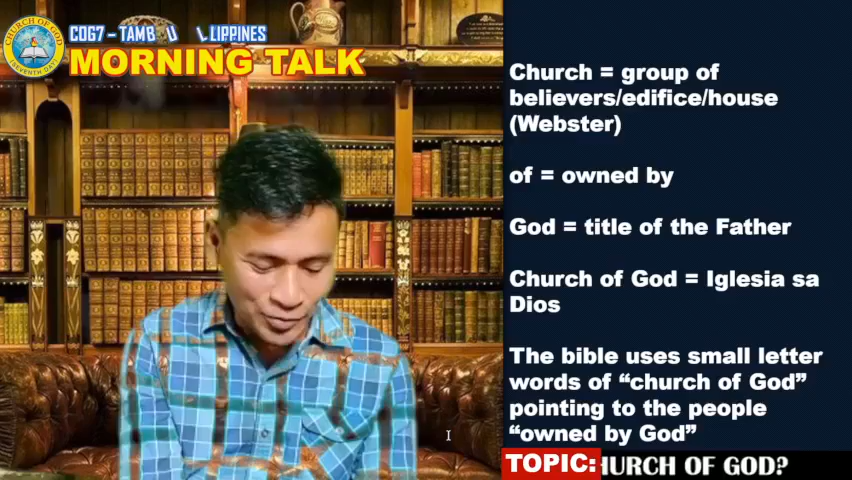 CHURCH OF GOD
(SEVENTH DAY)
COG7 - TAMB
MORNING TALK
Church = group of
believers/edifice/house
(Webster)
of = owned by
God = title of the Father
Church of God = Iglesia sa
Dios
The bible uses small letter
words of “church of God”
pointing to the people
“owned by God”
TOPIC: HURCH OF GOD?